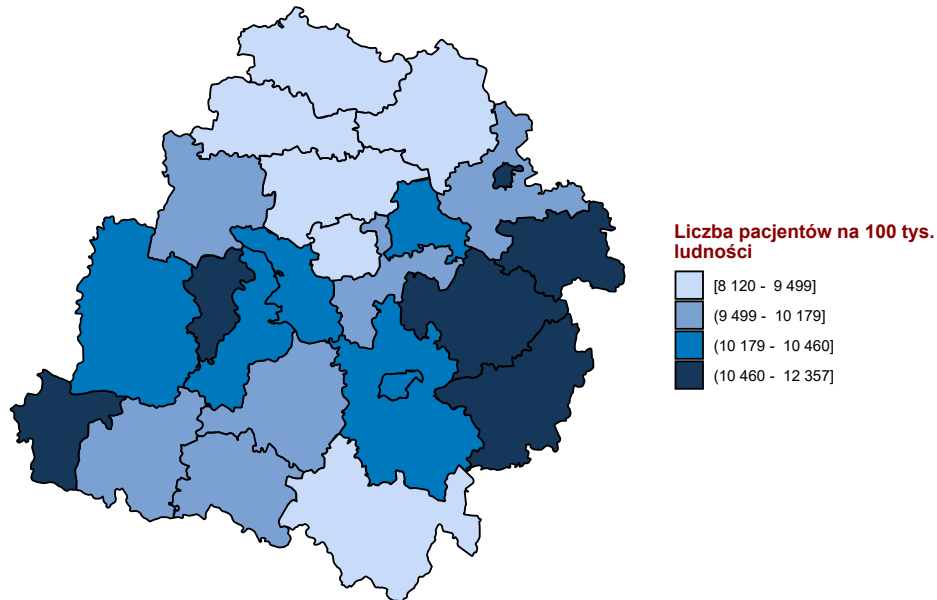 Liczba pacjentów na 100 tys.
ludności
[8 120 - 9 499]
(9 499 - 10 179]
(10 179 - 10 460]
(10 460 - 12 357]